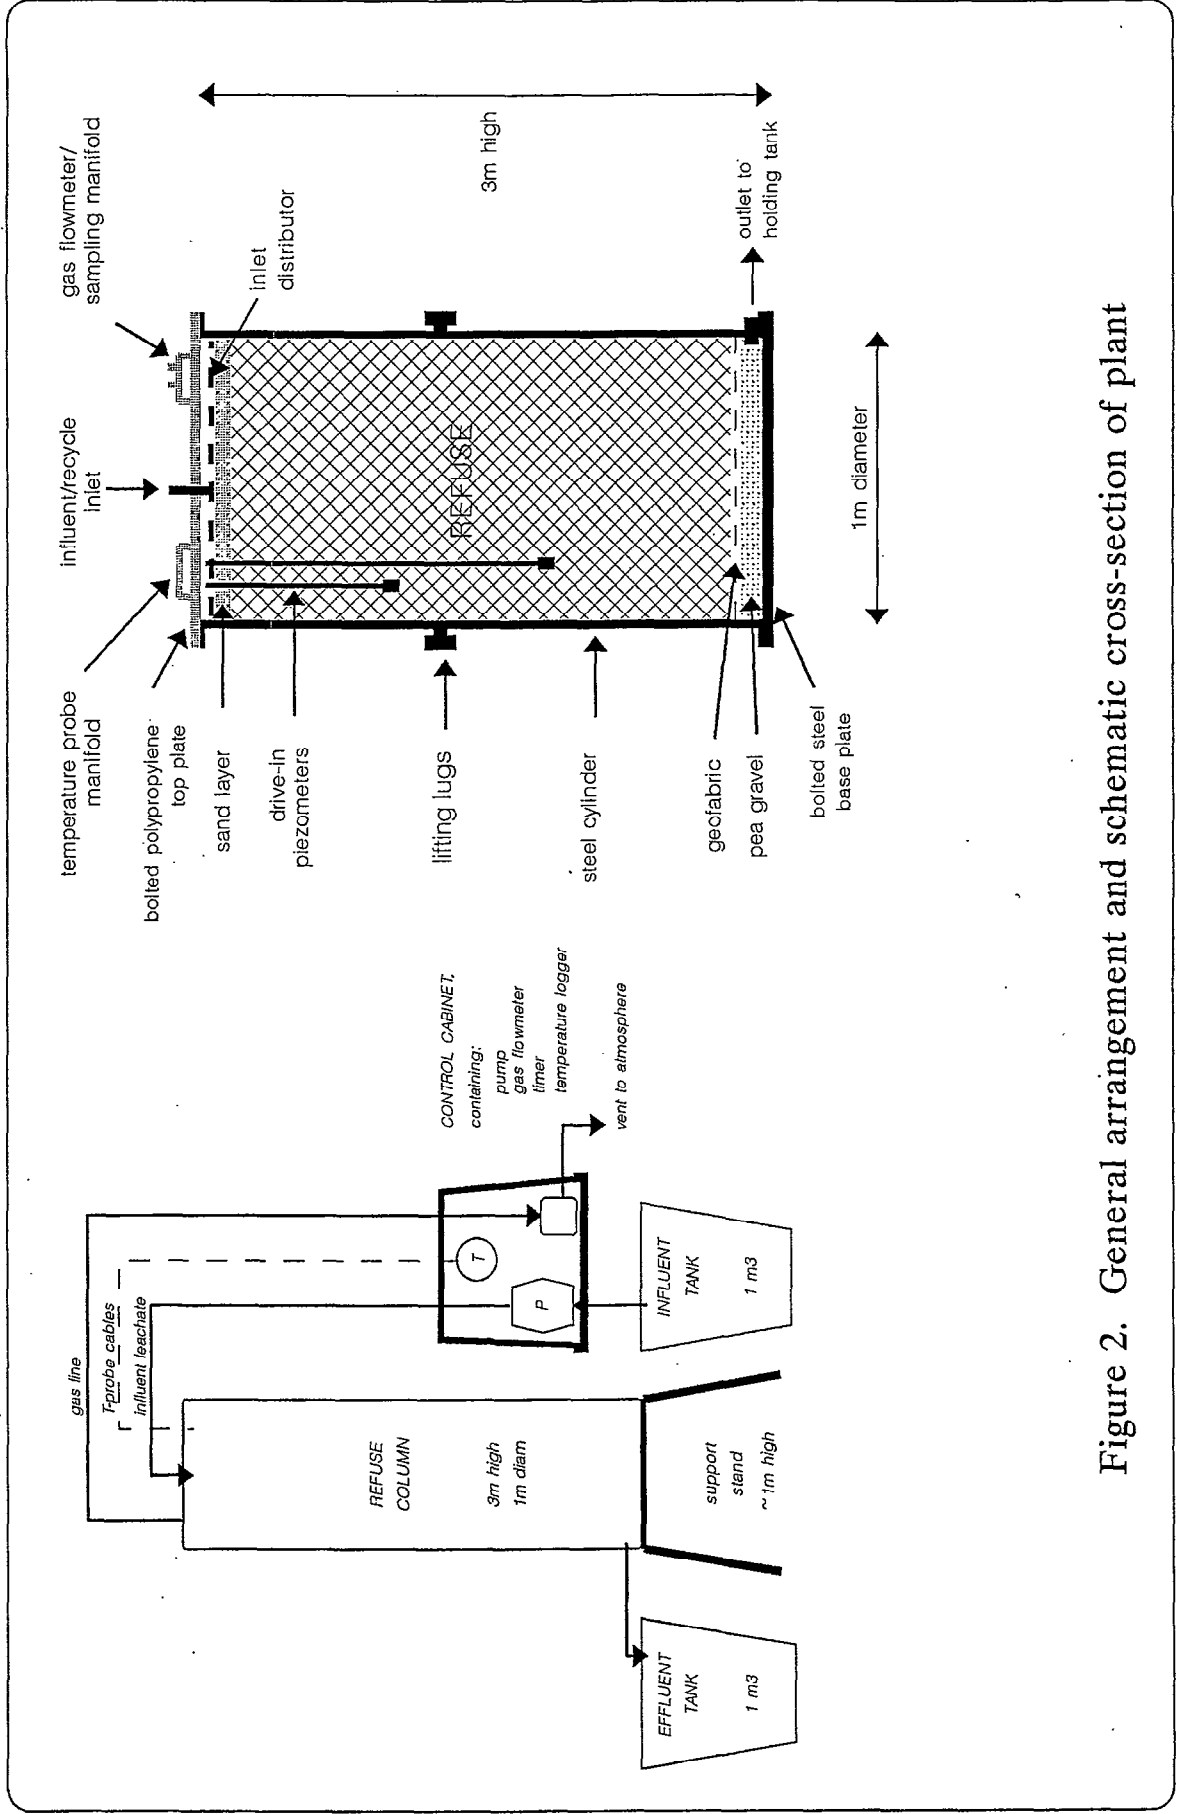 gas line
T-probe cables
influent leachate
REFUSE
COLUMN
3m high
1m diam
support
stand
~1m high
EFFLUENT
TANK
1 m3
T
P
INFLUENT
TANK
1 m3
CONTROL CABINET,
containing:
pump
gas flowmeter
timer
temperature logger
vent to atmosphere
temperature probe
manifold
influent/recycle
inlet
gas flowmeter/
sampling manifold
bolted polypropylene
top plate
sand layer
drive-in
piezometers
lifting lugs
steel cylinder
geofabric
pea gravel
bolted steel
base plate
inlet
distributor
REFUSE
3m high
outlet to
holding tank
1m diameter
Figure 2. General arrangement and schematic cross-section of plant